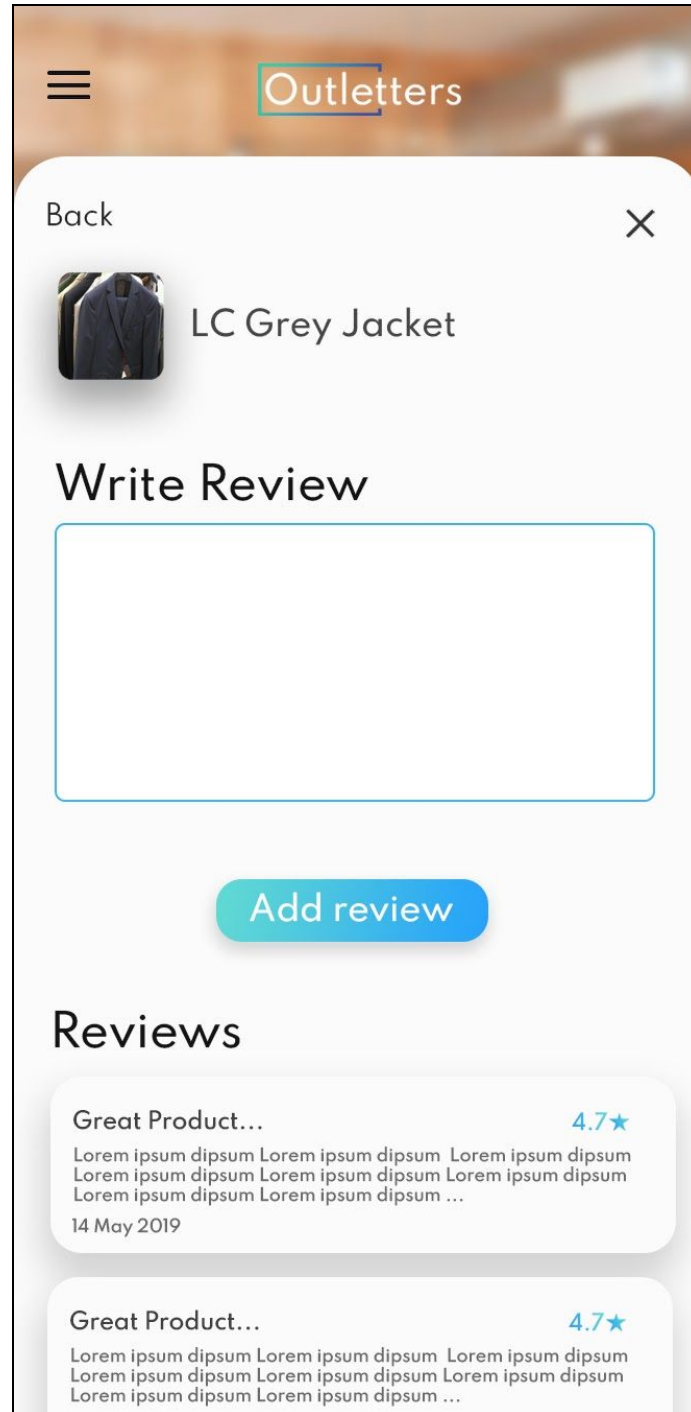 Outletters
Back
LC Grey Jacket
Write Review
Add review
Reviews
Great Product...
4.7★
Lorem ipsum dipsum Lorem ipsum dipsum  Lorem ipsum dipsum
Lorem ipsum dipsum Lorem ipsum dipsum Lorem ipsum dipsum
Lorem ipsum dipsum Lorem ipsum dipsum ...
14 May 2019
Great Product...
4.7★
Lorem ipsum dipsum Lorem ipsum dipsum  Lorem ipsum dipsum
Lorem ipsum dipsum Lorem ipsum dipsum Lorem ipsum dipsum
Lorem ipsum dipsum Lorem ipsum dipsum ...